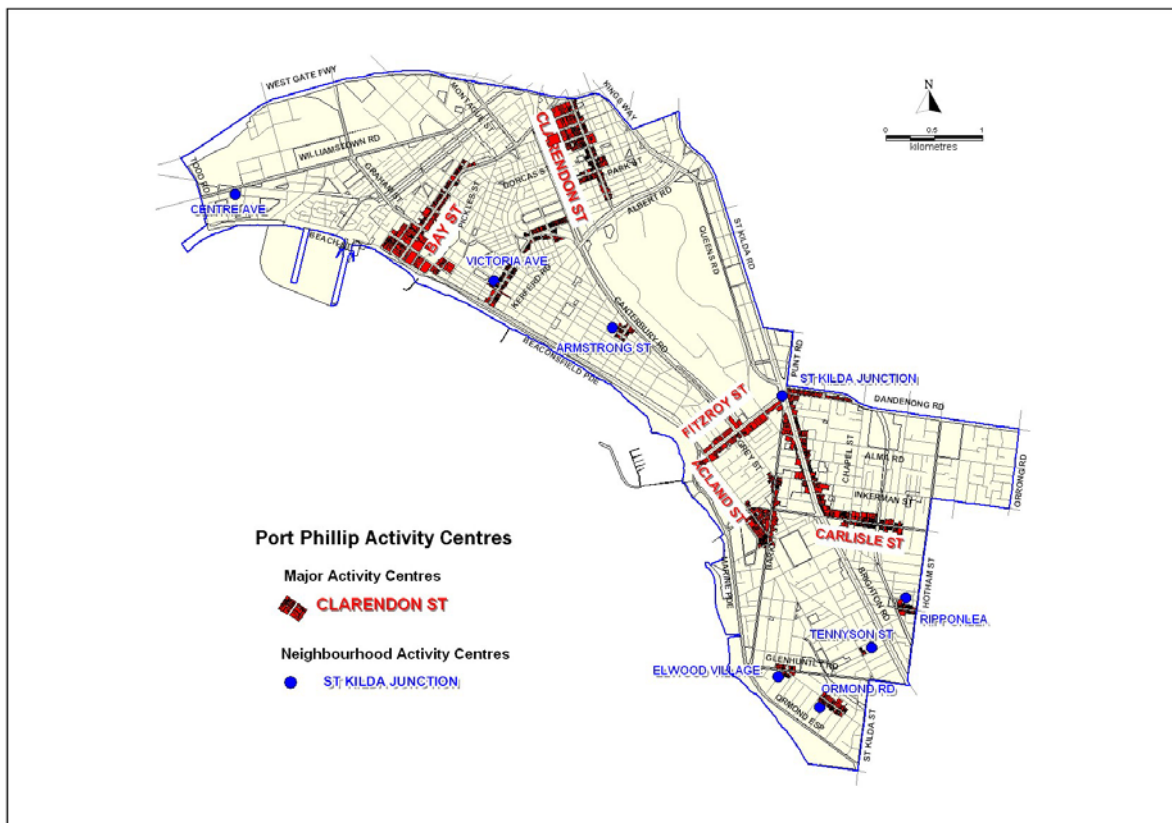 WEST GATE FWY
KINGS WAY
N
0 0.5 1
kilometres
MONTAGUE ST
WILLIAMSTOWN RD
CLARENDON ST
PARK ST
DORCAS S
GRAHAM ST
TODD RD
ALBERT RD
PICKLES ST
CENTRE AVE
BAY ST
BEACH
QUEENS RD
ST KILDA RD
VICTORIA AVE
KERFERD RD
CANTERBURY RD
ARMSTRONG ST
BEACONSFIELD PDE
PUNT RD
ST KILDA JUNCTION
DANDENONG RD
FITZROY ST
GREY ST
CHAPEL ST
ALMA RD
ORRONG RD
ACLAND ST
INKERMAN ST
CARLISLE ST
Port Phillip Activity Centres
Major Activity Centres
CLARENDON ST
MARINE PDE
BRIGHTON RD
HOTHAM ST
RIPPONLEA
TENNYSON ST
Neighbourhood Activity Centres
ST KILDA JUNCTION
GLENHUNTLY RD
ELWOOD VILLAGE
ORMOND RD
ORMOND ESP
ST KILDA ST